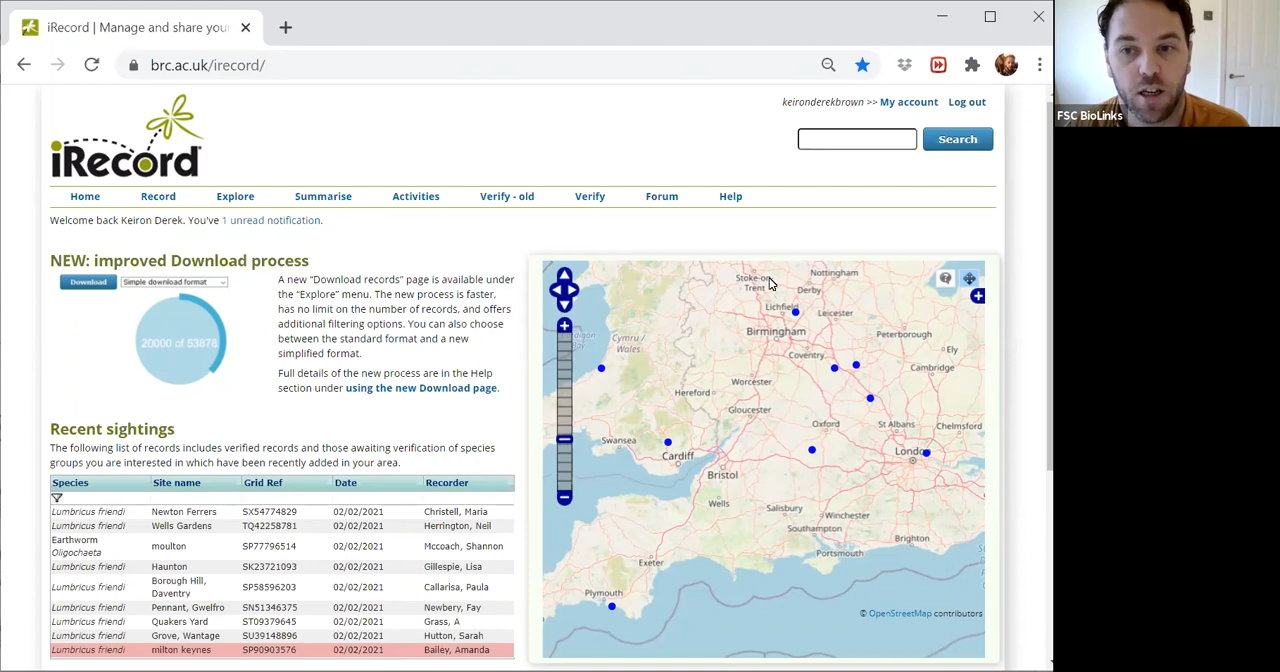 iRecord | Manage and share your
brc.ac.uk/irecord/
FSC BioLinks
keironderekbrown >> My account Log out
iRecord
Search
Home Record Explore Summarise Activities Verify - old Verify Forum Help
Welcome back Keiron Derek. You've 1 unread notification.
NEW: improved Download process
Download Simple download format
20000 of 53878
A new "Download records" page is available under
the "Explore" menu. The new process is faster,
has no limit on the number of records, and offers
additional filtering options. You can also choose
between the standard format and a new
simplified format.
Full details of the new process are in the Help
section under using the new Download page.
Recent sightings
The following list of records includes verified records and those awaiting verification of species
groups you are interested in which have been recently added in your area.
Species Site name Grid Ref Date Recorder
Lumbricus friendi Newton Ferrers SX54774829 02/02/2021 Christell, Maria
Lumbricus friendi Wells Gardens TQ42258781 02/02/2021 Herrington, Neil
Earthworm
Oligochaeta moulton SP77796514 02/02/2021 Mccoach, Shannon
Lumbricus friendi Haunton SK23721093 02/02/2021 Gillespie, Lisa
Lumbricus friendi Borough Hill,
Daventry SP58596203 02/02/2021 Callarisa, Paula
Lumbricus friendi Pennant, Gwelfro SN51346375 02/02/2021 Newbery, Fay
Lumbricus friendi Quakers Yard ST09379645 02/02/2021 Grass, A
Lumbricus friendi Grove, Wantage SU39148896 02/02/2021 Hutton, Sarah
Lumbricus friendi milton keynes SP90903576 02/02/2021 Bailey, Amanda
Stoke-on-
Trent
Nottingham
Derby
Lichfield
Leicester
Birmingham
Peterborough
Cymru /
Wales
Coventry
Ely
Cambridge
Worcester
Hereford
Gloucester
Oxford
St Albans
Chelmsford
Swansea
Cardiff
London
Bristol
Wells
Salisbury
Winchester
Southampton
Brighton
Portsmouth
Exeter
Plymouth
© OpenStreetMap contributors